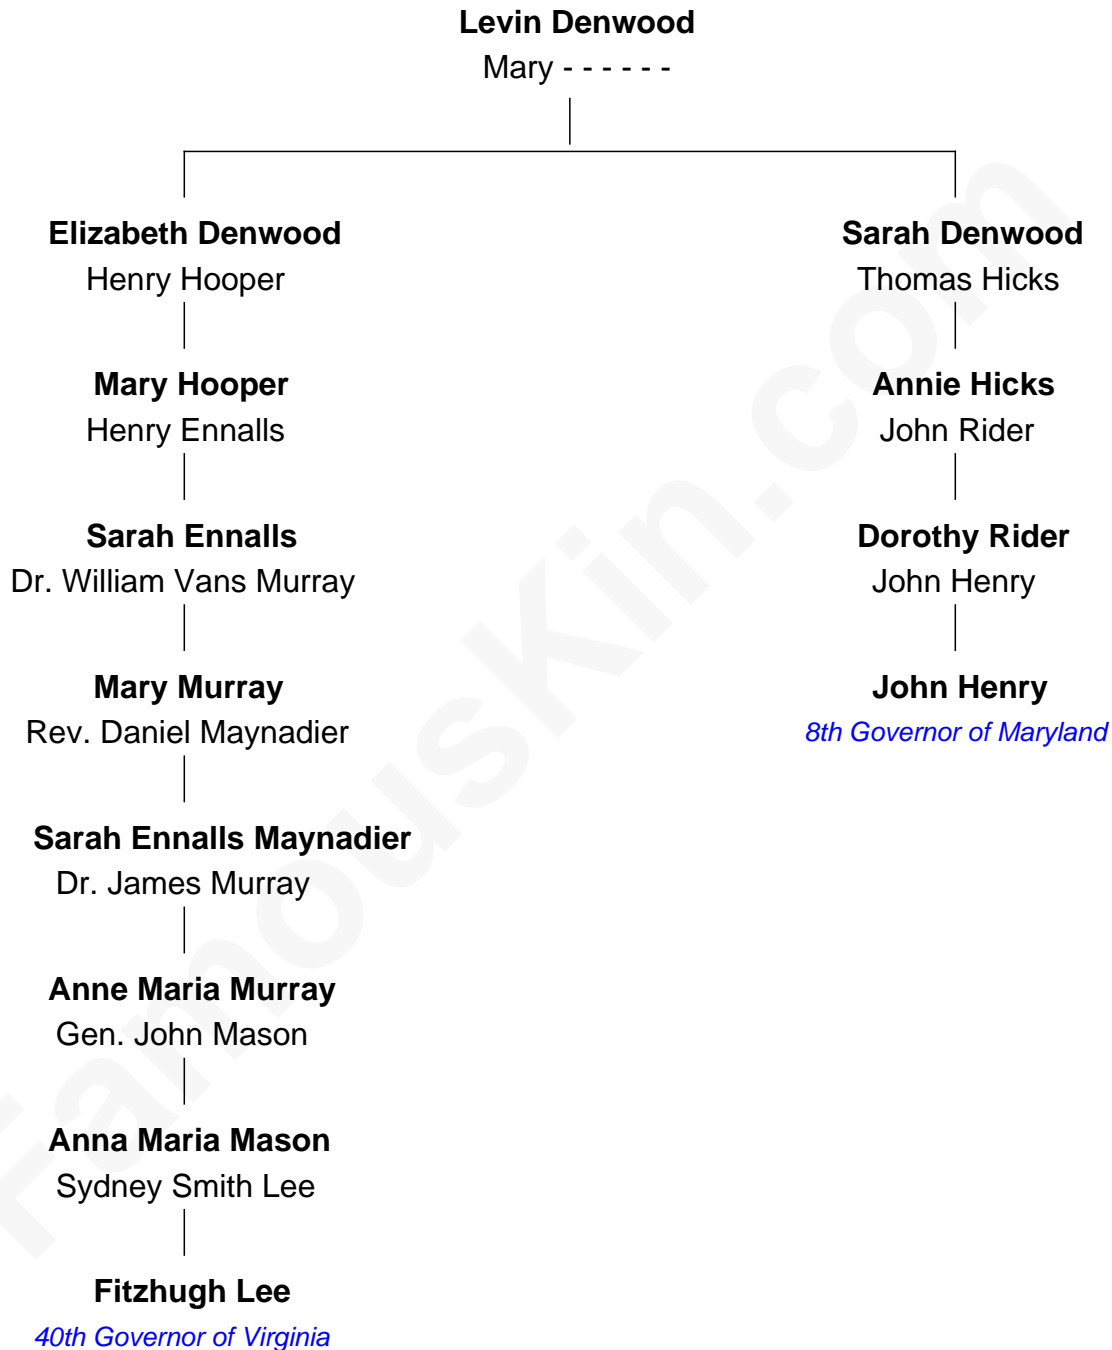 Levin Denwood
Mary - - - - - -
Elizabeth Denwood
Henry Hooper
Sarah Denwood
Thomas Hicks
Mary Hooper
Henry Ennalls
Annie Hicks
John Rider
Sarah Ennalls
Dr. William Vans Murray
Dorothy Rider
John Henry
Mary Murray
Rev. Daniel Maynadier
John Henry
8th Governor of Maryland
Sarah Ennalls Maynadier
Dr. James Murray
Anne Maria Murray
Gen. John Mason
Anna Maria Mason
Sydney Smith Lee
Fitzhugh Lee
40th Governor of Virginia
FamousKin.com